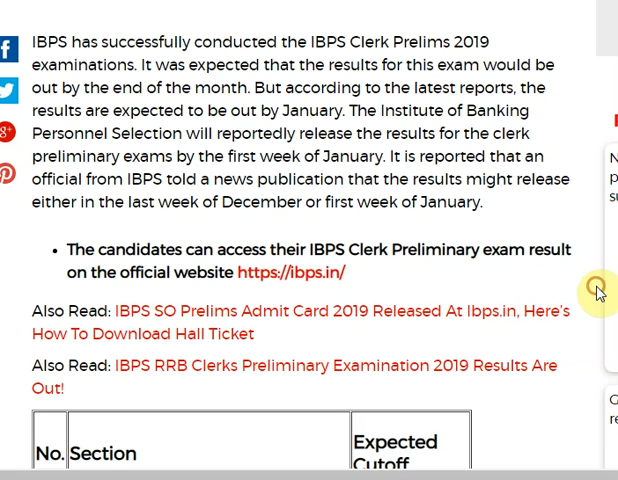 IBPS has successfully conducted the IBPS Clerk Prelims 2019
examinations. It was expected that the results for this exam would be
out by the end of the month. But according to the latest reports, the
results are expected to be out by January. The Institute of Banking
Personnel Selection will reportedly release the results for the clerk
preliminary exams by the first week of January. It is reported that an
official from IBPS told a news publication that the results might release
either in the last week of December or first week of January.
• The candidates can access their IBPS Clerk Preliminary exam result
on the official website https://ibps.in/
Also Read: IBPS SO Prelims Admit Card 2019 Released At Ibps.in, Here's
How To Download Hall Ticket
Also Read: IBPS RRB Clerks Preliminary Examination 2019 Results Are
Out!
No. Section Expected
Cutoff